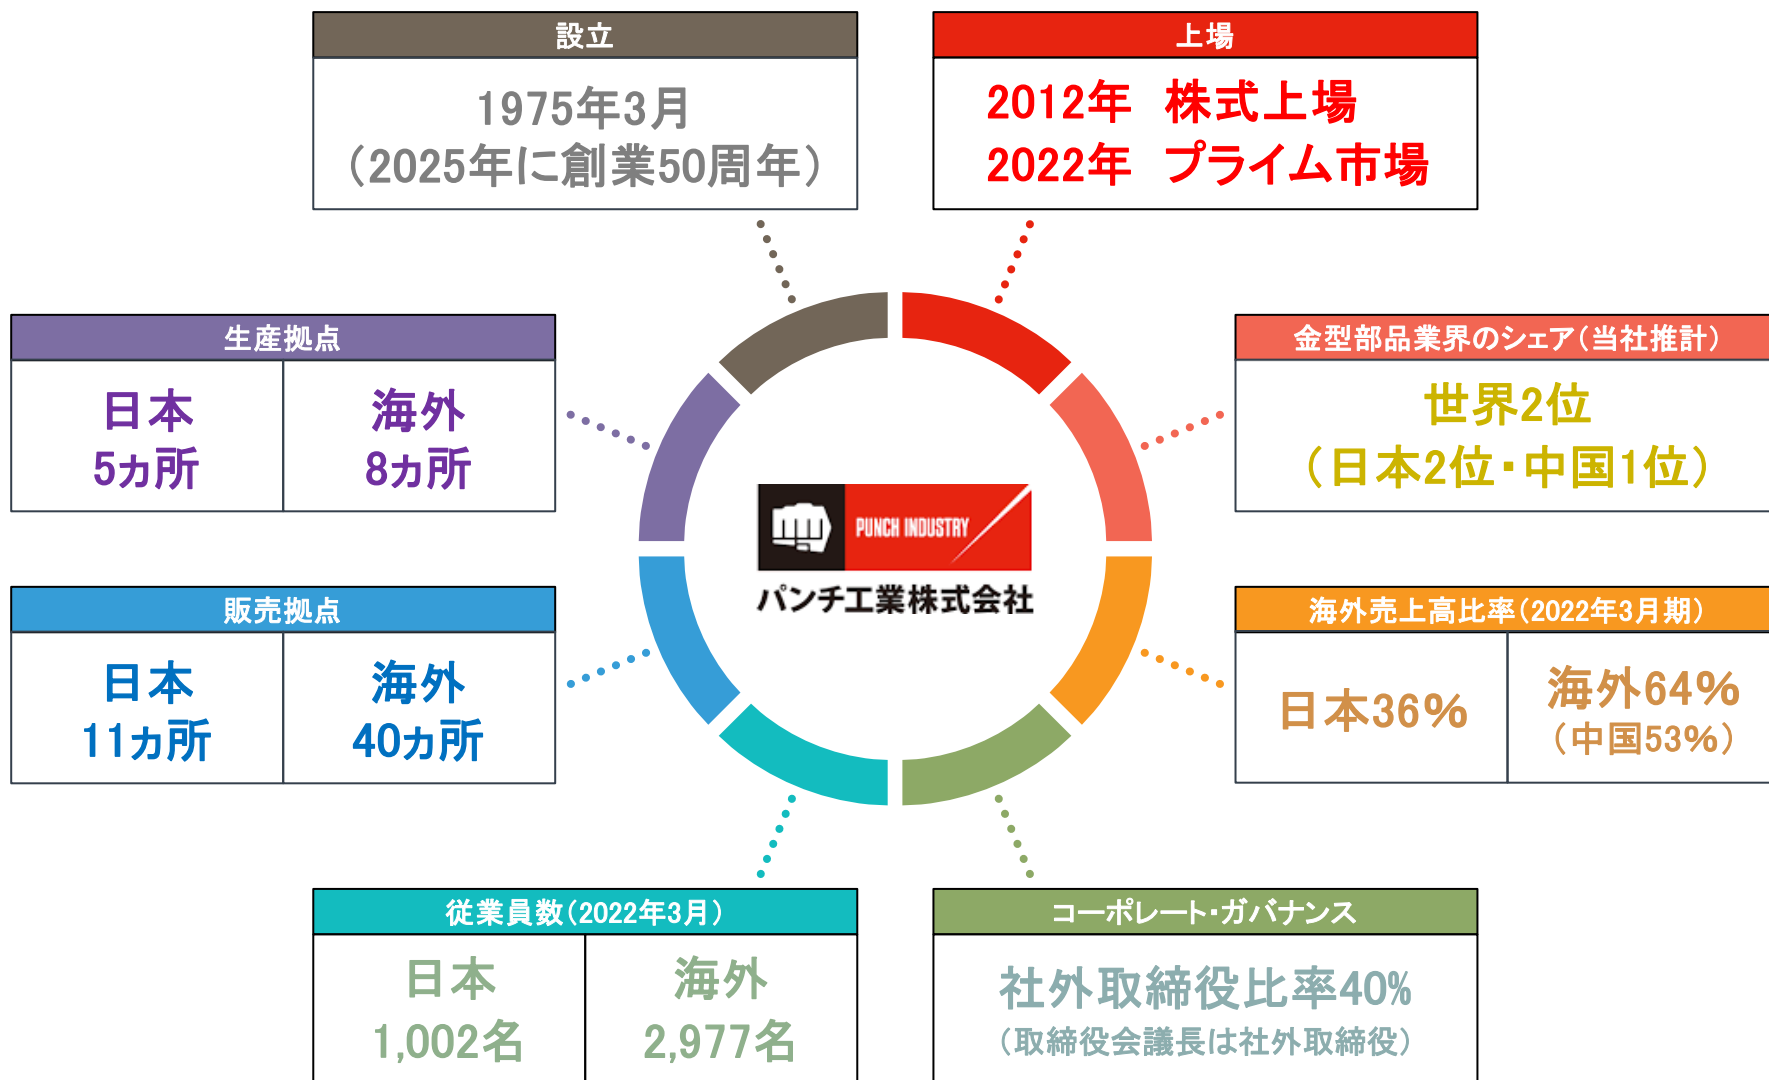 設立
1975年3月
（2025年に創業50周年）
上場
2012年　株式上場
2022年　プライム市場
生産拠点
日本
5ヵ所
海外
8ヵ所
金型部品業界のシェア（当社推計）
世界2位
（日本2位・中国1位）
PUNCH INDUSTRY
パンチ工業株式会社
販売拠点
日本
11ヵ所
海外
40ヵ所
海外売上高比率（2022年3月期）
日本36%
海外64%
（中国53%）
従業員数（2022年3月）
日本
1,002名
海外
2,977名
コーポレート・ガバナンス
社外取締役比率40%
（取締役会議長は社外取締役）